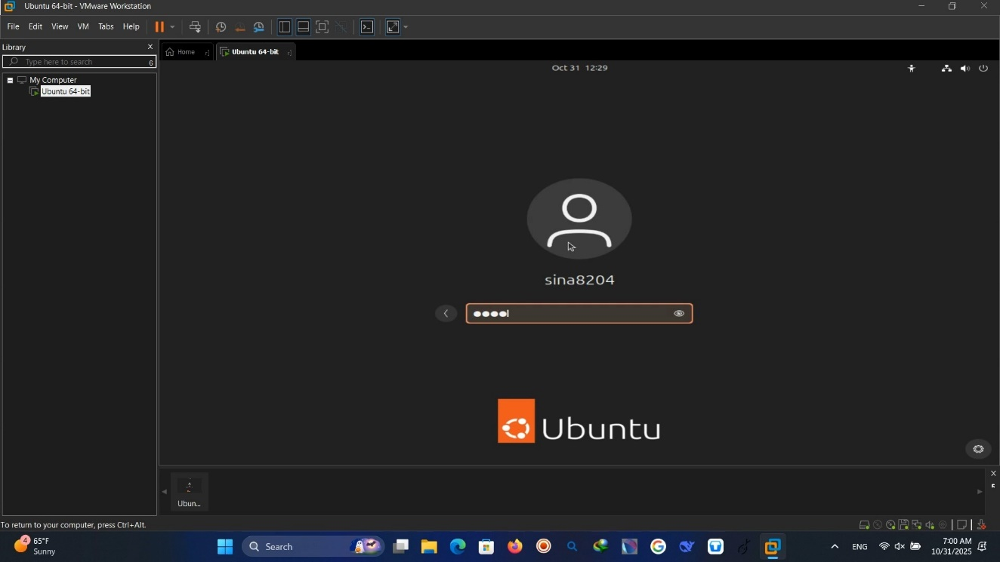 Ubuntu 64-bit - VMware Workstation
File Edit View VM Tabs Help
Library
Type here to search
Home
Ubuntu 64-bit
My Computer
Ubuntu 64-bit
Oct 31 12:29
sina8204
Ubuntu
Ubun...
To return to your computer, press Ctrl+Alt.
4
65°F
Sunny
Search
ENG
7:00 AM
10/31/2025